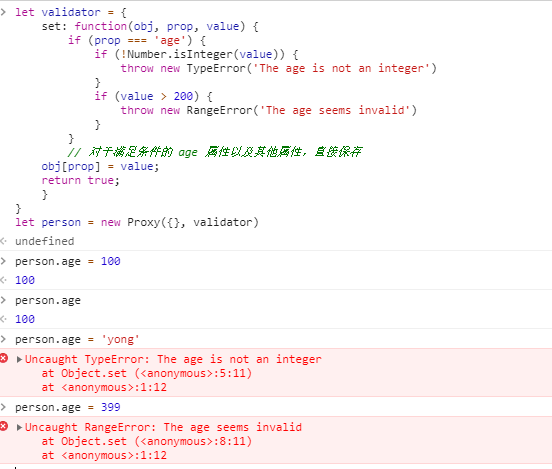 let validator = {
    set: function(obj, prop, value) {
        if (prop === 'age') {
            if (!Number.isInteger(value)) {
                throw new TypeError('The age is not an integer')
            }
            if (value > 200) {
                throw new RangeError('The age seems invalid')
            }
        }
        // 对于满足条件的 age 属性以及其他属性，直接保存
    obj[prop] = value;
    return true;
    }
}
let person = new Proxy({}, validator)
undefined
person.age = 100
100
person.age
100
person.age = 'yong'
Uncaught TypeError: The age is not an integer
    at Object.set (<anonymous>:5:11)
    at <anonymous>:1:12
person.age = 399
Uncaught RangeError: The age seems invalid
    at Object.set (<anonymous>:8:11)
    at <anonymous>:1:12